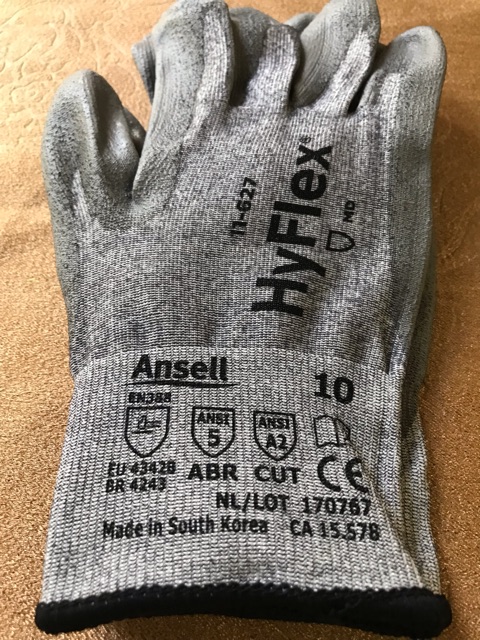 11-627
HyFlex®
MD
Ansell
10
EN388
ANSI
5
ANSI
A2
EU 4342B
BR 4243
ABR CUT CE
NL/LOT 170767
Made in South Korea CA 15.578